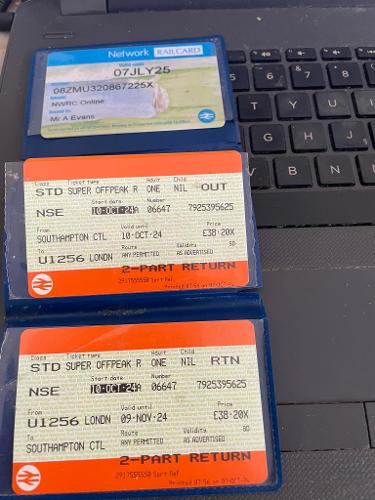 Network RAILCARD
Valid until
07JLY25
08ZMU320867225X
NWRC Online
Issued to
Mr A Evans
Class Ticket type Adult Child
STD SUPER OFFPEAK R ONE NIL OUT
Start date Number
NSE 10-OCT-24 06647 7925395625
From Valid until Price
SOUTHAMPTON CTL 10-OCT-24 £38-20X
To Route Validity
U1256 LONDN ANY PERMITTED AS ADVERTISED
2-PART RETURN
Class Ticket type Adult Child
STD SUPER OFFPEAK R ONE NIL RTN
Start date Number
NSE 10-OCT-24 06647 7925395625
From Valid until Price
U1256 LONDN 09-NOV-24 £38-20X
To Route Validity
SOUTHAMPTON CTL ANY PERMITTED AS ADVERTISED
2-PART RETURN
5 6 7 8
T Y U I
G H J K
B N M